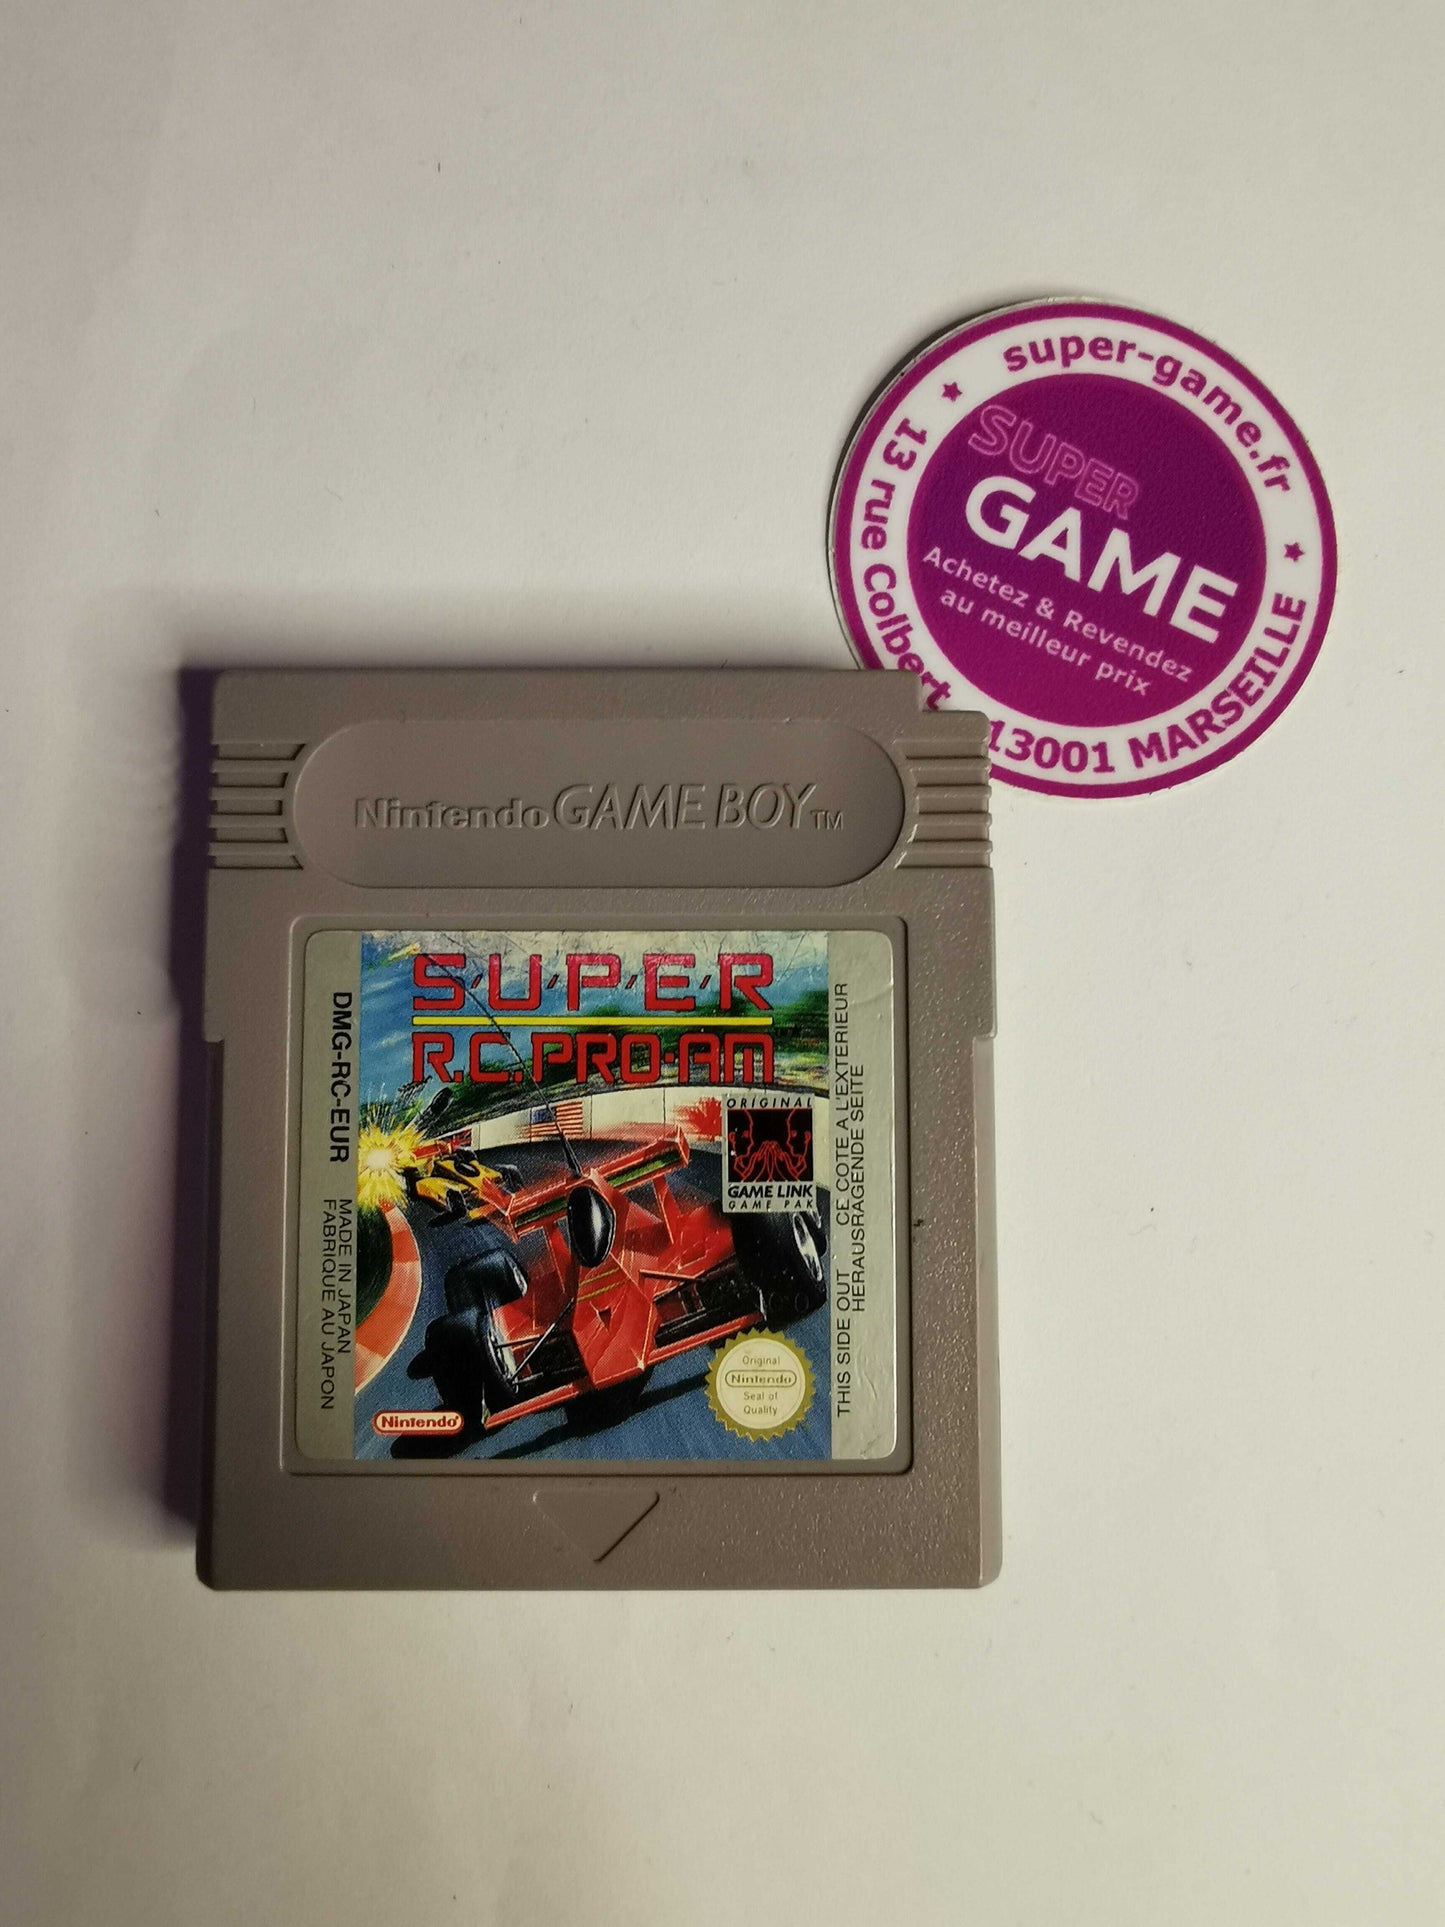 super-game.fr
13 rue Colbert
13001 MARSEILLE
SUPER
GAME
Achetez & Revendez
au meilleur prix
Nintendo GAME BOY TM
S'U'P'E'R
R.C. PRO-AM
DMG-RC-EUR
MADE IN JAPAN
FABRIQUE AU JAPON
ORIGINAL
GAME LINK
GAME PAK
THIS SIDE OUT CE COTE A L'EXTERIEUR
HERAUSRAGENDE SEITE
Nintendo
Original
Nintendo
Seal of
Quality